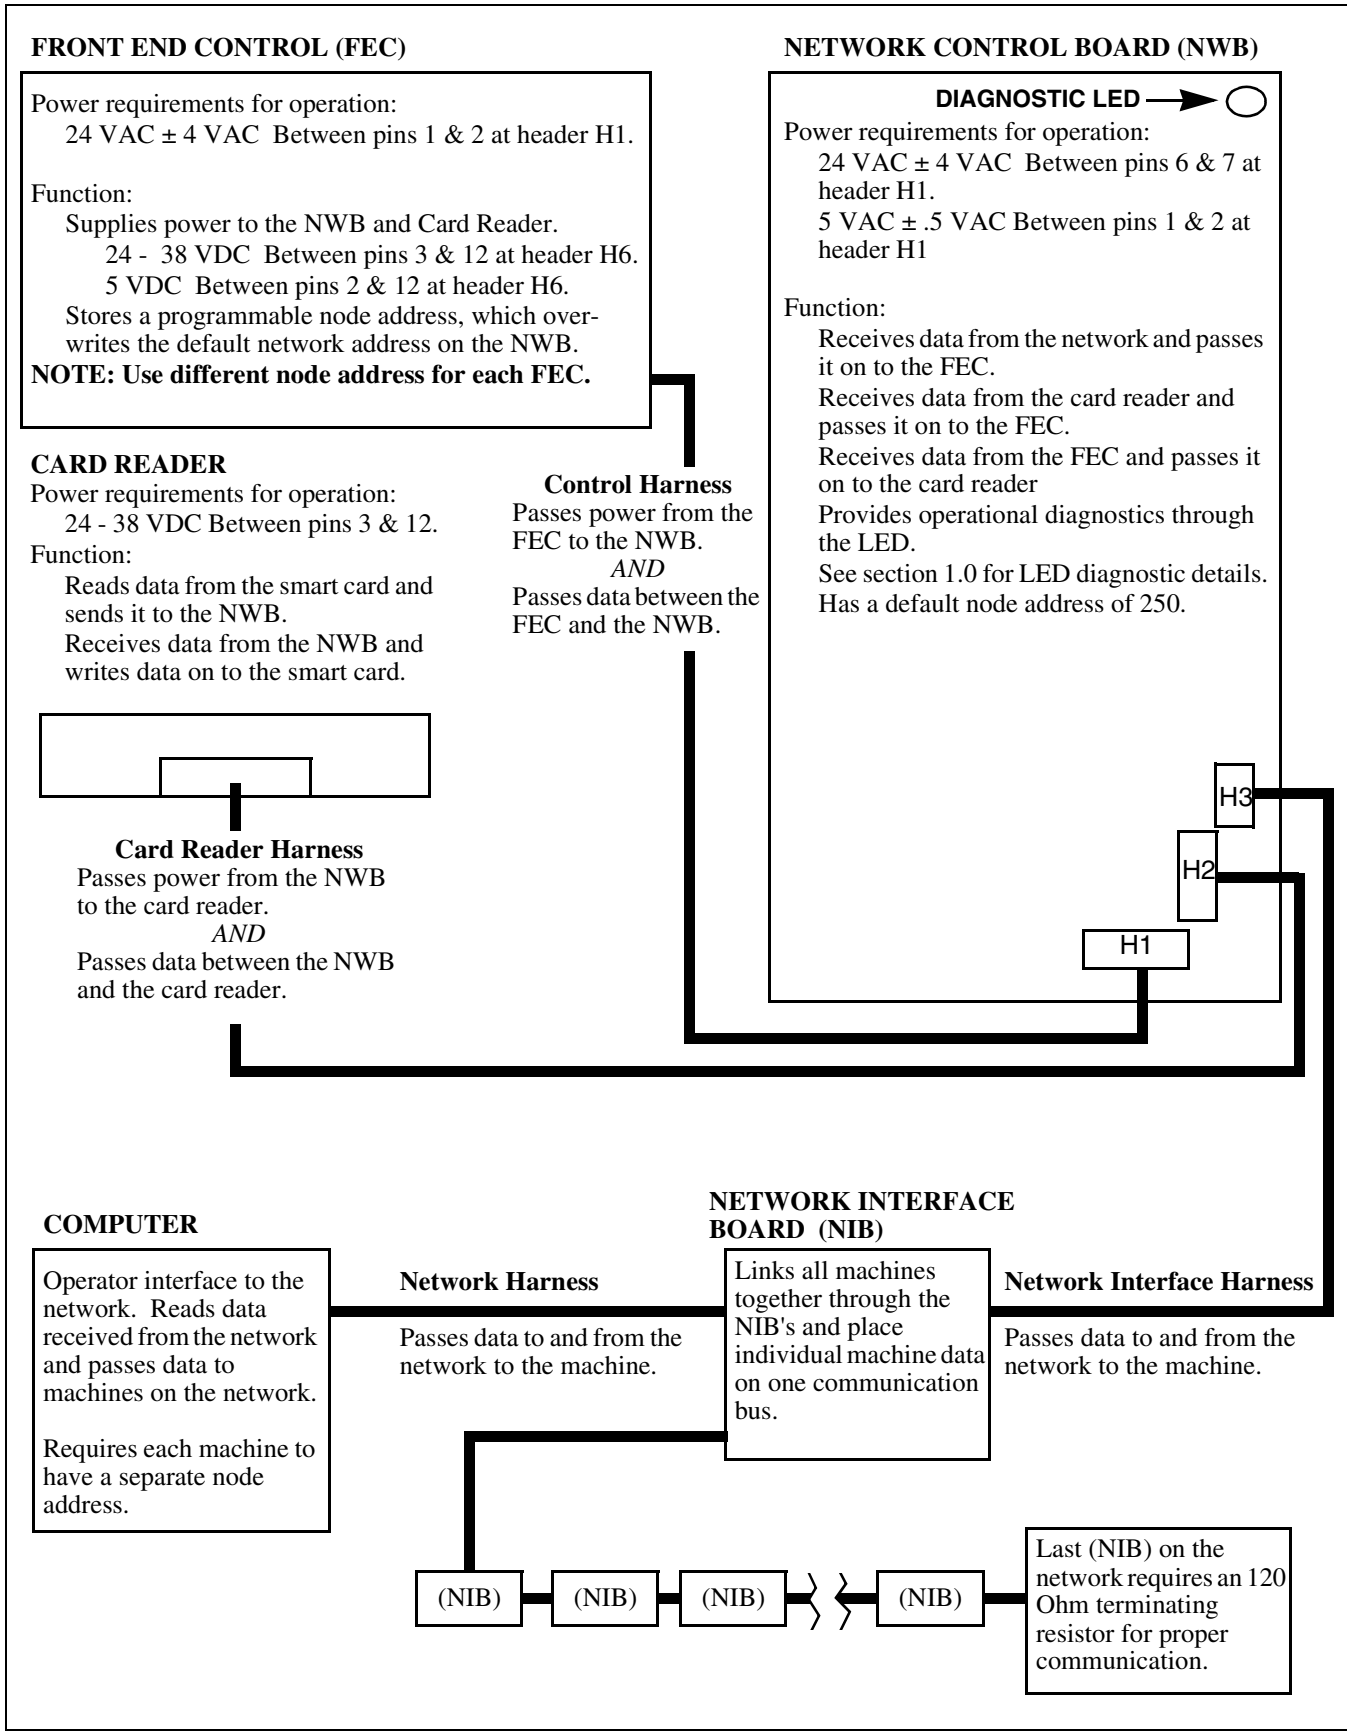 FRONT END CONTROL (FEC)
Power requirements for operation:
24 VAC ± 4 VAC  Between pins 1 & 2 at header H1.
Function:
Supplies power to the NWB and Card Reader.
24 -  38 VDC  Between pins 3 & 12 at header H6.
5 VDC  Between pins 2 & 12 at header H6.
Stores a programmable node address, which over-
writes the default network address on the NWB.
NOTE: Use different node address for each FEC.
CARD READER
Power requirements for operation:
24 - 38 VDC Between pins 3 & 12.
Function:
Reads data from the smart card and
sends it to the NWB.
Receives data from the NWB and
writes data on to the smart card.
Card Reader Harness
Passes power from the NWB
to the card reader.
AND
Passes data between the NWB
and the card reader.
Control Harness
Passes power from the
FEC to the NWB.
AND
Passes data between the
FEC and the NWB.
NETWORK CONTROL BOARD (NWB)
DIAGNOSTIC LED
Power requirements for operation:
24 VAC ± 4 VAC  Between pins 6 & 7 at
header H1.
5 VAC ± .5 VAC Between pins 1 & 2 at
header H1
Function:
Receives data from the network and passes
it on to the FEC.
Receives data from the card reader and
passes it on to the FEC.
Receives data from the FEC and passes it
on to the card reader
Provides operational diagnostics through
the LED.
See section 1.0 for LED diagnostic details.
Has a default node address of 250.
H3
H2
H1
COMPUTER
Operator interface to the
network.  Reads data
received from the network
and passes data to
machines on the network.
Requires each machine to
have a separate node
address.
Network Harness
Passes data to and from the
network to the machine.
NETWORK INTERFACE
BOARD  (NIB)
Links all machines
together through the
NIB's and place
individual machine data
on one communication
bus.
Network Interface Harness
Passes data to and from the
network to the machine.
(NIB)
(NIB)
(NIB)
(NIB)
Last (NIB) on the
network requires an 120
Ohm terminating
resistor for proper
communication.